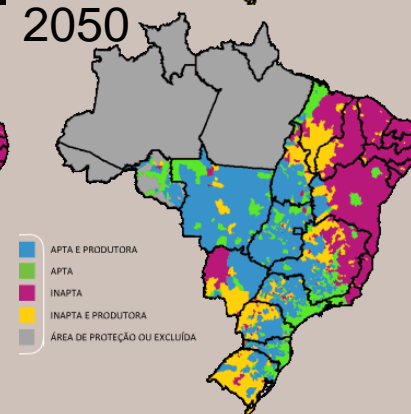 2050
APTA E PRODUTORA
APTA
INAPTA
INAPTA E PRODUTORA
ÁREA DE PROTEÇÃO OU EXCLUÍDA